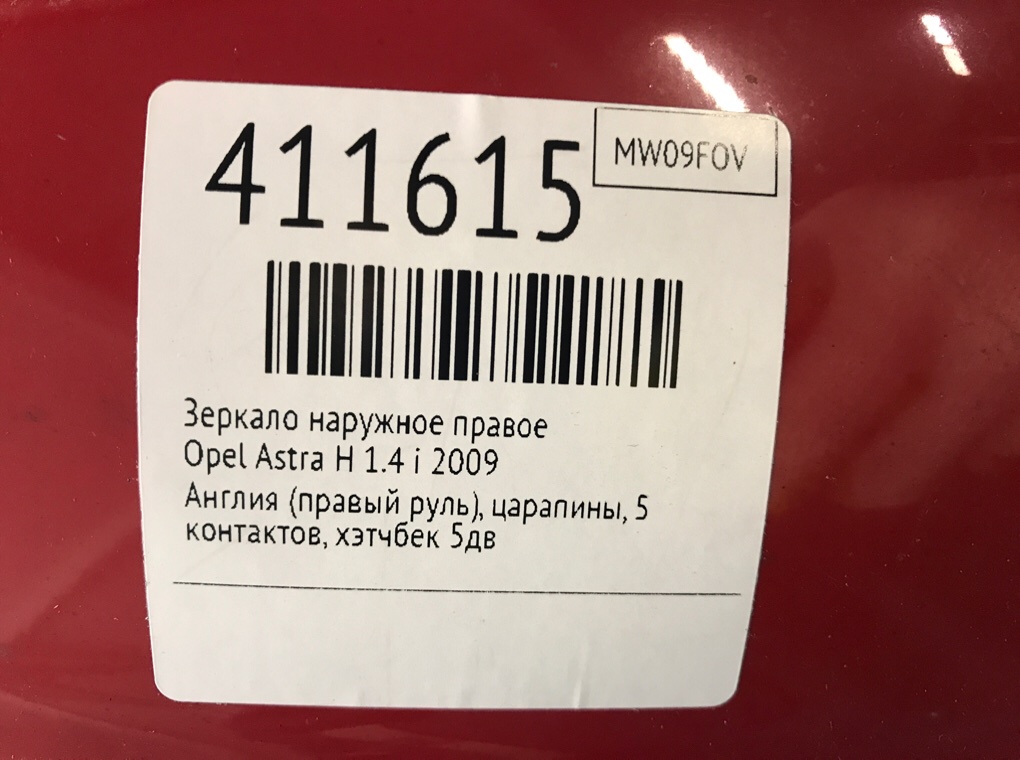 411615
MW09FOV
Зеркало наружное правое
Opel Astra H 1.4 i 2009
Англия (правый руль), царапины, 5
контактов, хэтчбек 5дв